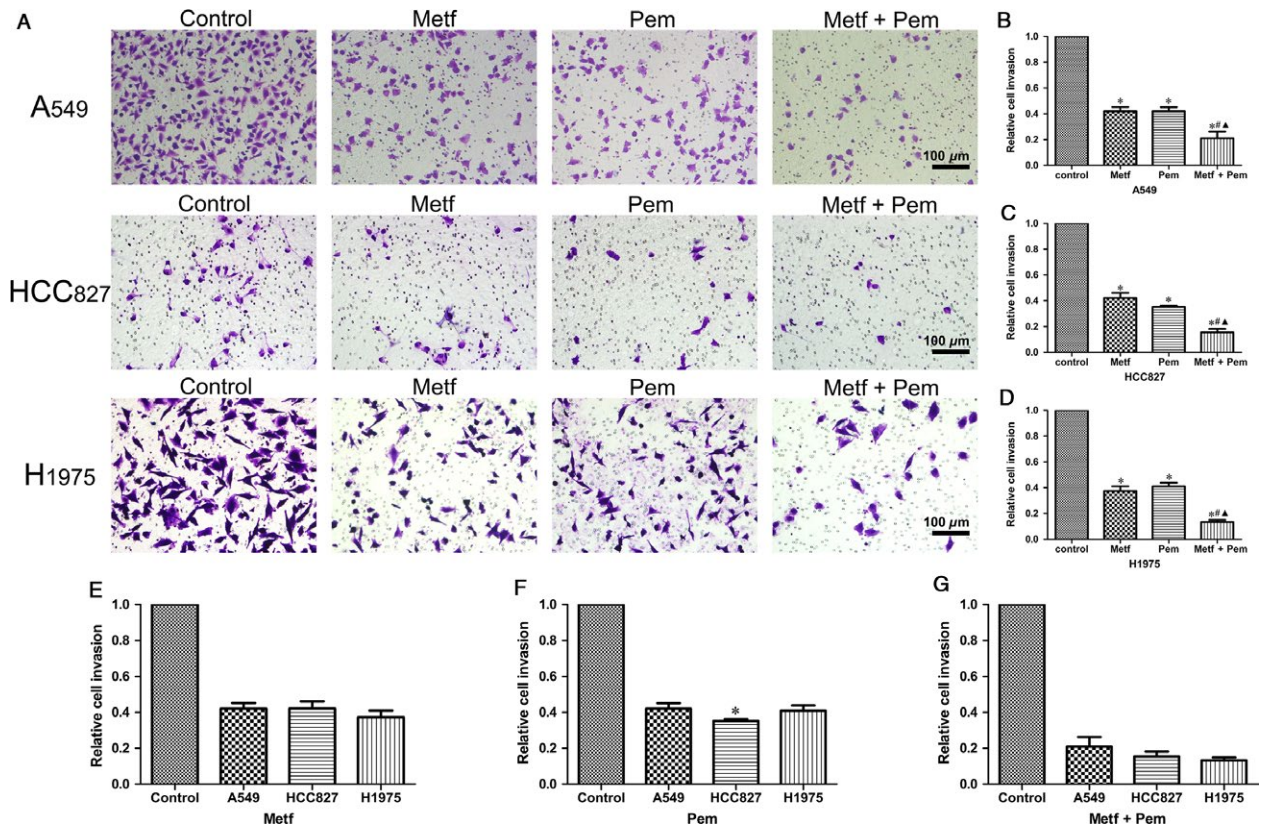 A
Control Metf Pem Metf + Pem
A549
100 µm
Control Metf Pem Metf + Pem
HCC827
100 µm
Control Metf Pem Metf + Pem
H1975
100 µm
B
Relative cell invasion
1.0
0.8
0.6
0.4
0.2
0.0
* * *#▲
control Metf Pem Metf + Pem
A549
C
Relative cell invasion
1.0
0.8
0.6
0.4
0.2
0.0
* * *#▲
control Metf Pem Metf + Pem
HCC827
D
Relative cell invasion
1.0
0.8
0.6
0.4
0.2
0.0
* * *#▲
control Metf Pem Metf + Pem
H1975
E
Relative cell invasion
1.0
0.8
0.6
0.4
0.2
0.0
Control A549 HCC827 H1975
Metf
F
Relative cell invasion
1.0
0.8
0.6
0.4
0.2
0.0
*
Control A549 HCC827 H1975
Pem
G
Relative cell invasion
1.0
0.8
0.6
0.4
0.2
0.0
Control A549 HCC827 H1975
Metf + Pem